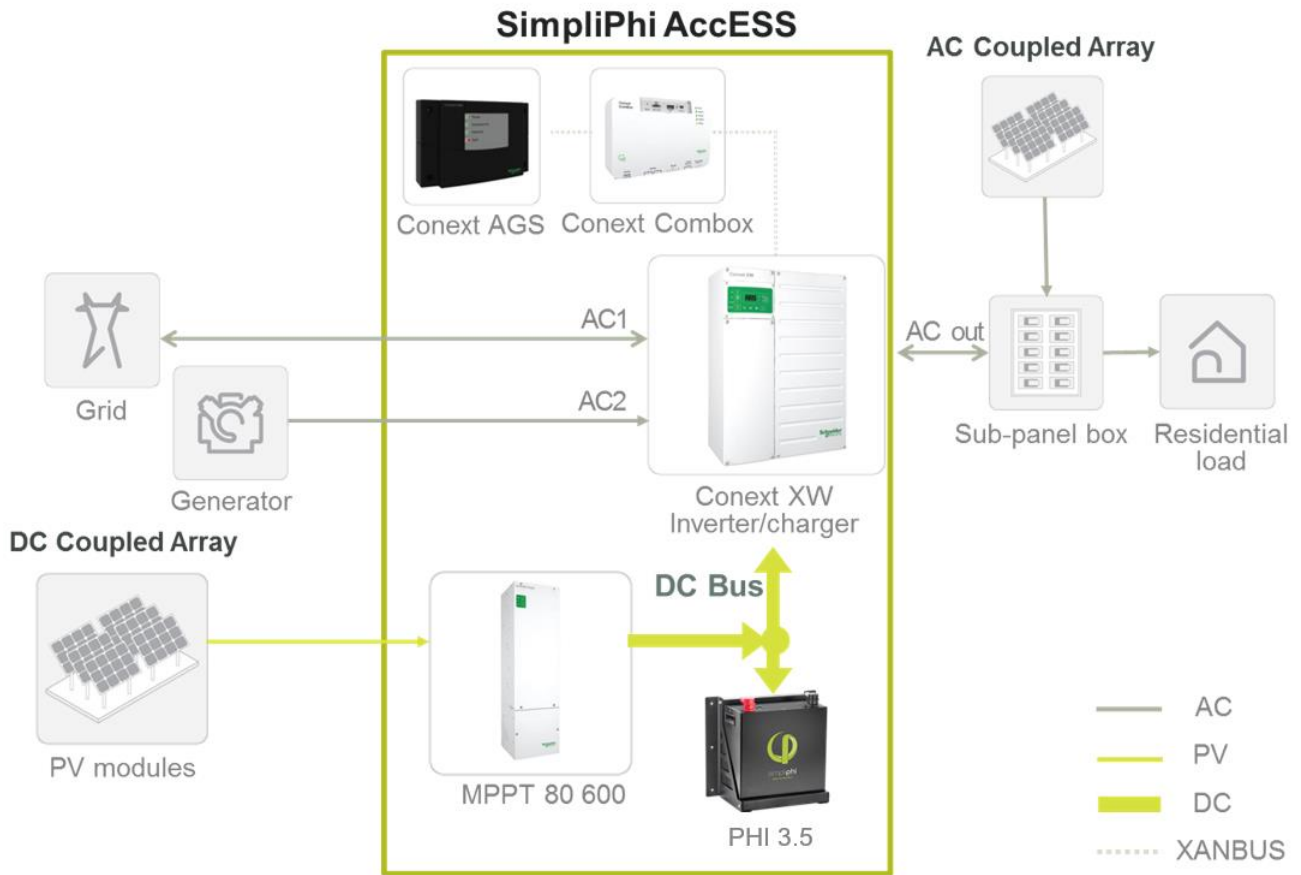 SimpliPhi AccESS
AC Coupled Array
Conext AGS
Conext Combox
AC1
AC out
Grid
AC2
Sub-panel box
Residential
load
Generator
Conext XW
Inverter/charger
DC Coupled Array
DC Bus
PV modules
MPPT 80 600
simpliphi
PHI 3.5
AC
PV
DC
XANBUS